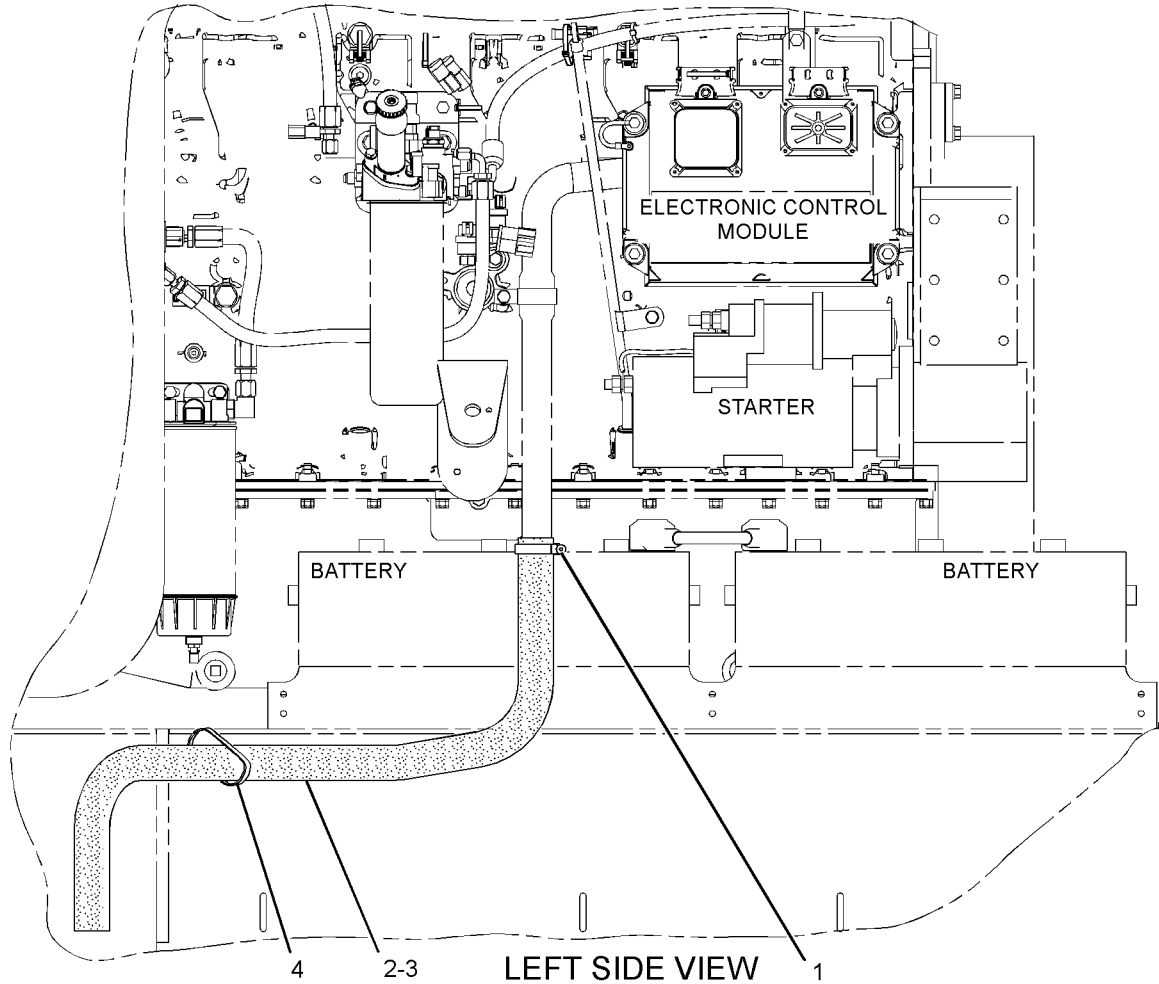 ELECTRONIC CONTROL
MODULE
STARTER
BATTERY
BATTERY
4
2-3
LEFT SIDE VIEW
1